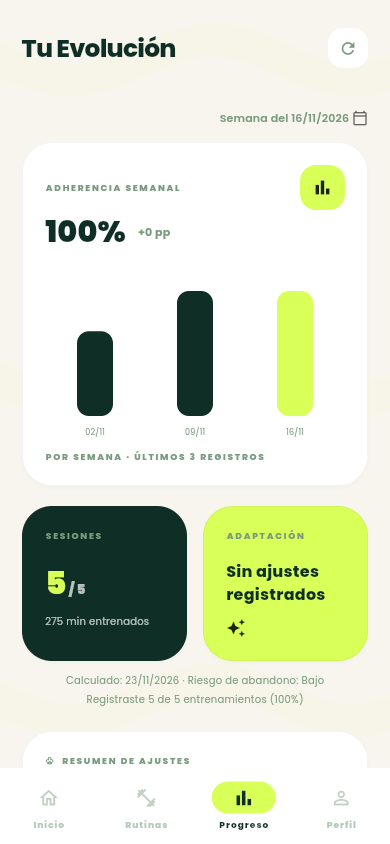 Tu Evolución
Semana del 16/11/2026
ADHERENCIA SEMANAL
100% +0 pp
02/11 09/11 16/11
POR SEMANA · ÚLTIMOS 3 REGISTROS
SESIONES
5 / 5
275 min entrenados
ADAPTACIÓN
Sin ajustes
registrados
Calculado: 23/11/2026 · Riesgo de abandono: Bajo
Registraste 5 de 5 entrenamientos (100%)
RESUMEN DE AJUSTES
Inicio Rutinas Progreso Perfil